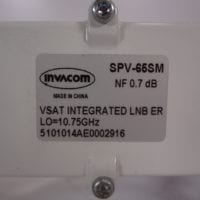 INVACOM
MADE IN CHINA
SPV-65SM
NF 0.7 dB
VSAT INTEGRATED LNB ER
LO=10.75GHz
5101014AE0002916